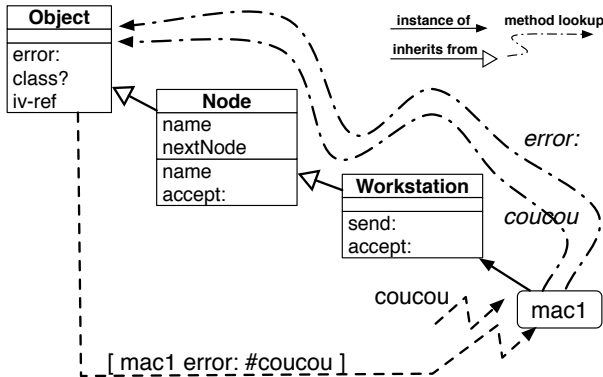 Object
error:
class?
iv-ref
instance of
method lookup
inherits from
Node
name
nextNode
name
accept:
error:
Workstation
send:
accept:
coucou
coucou
mac1
[ mac1 error: #coucou ]